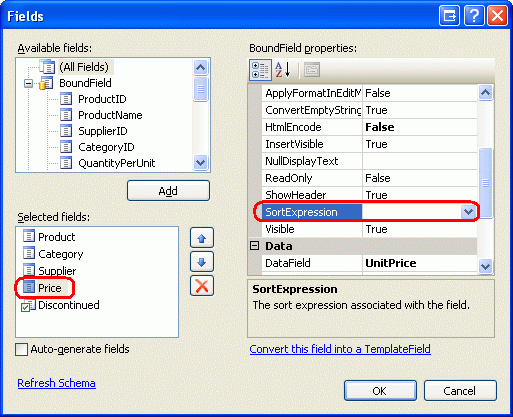 Fields
Available fields:
(All Fields)
BoundField
ProductID
ProductName
SupplierID
CategoryID
QuantityPerUnit
Add
Selected fields:
Product
Category
Supplier
Price
Discontinued
Auto-generate fields
Refresh Schema
BoundField properties:
ApplyFormatInEditM False
ConvertEmptyString True
HtmlEncode False
InsertVisible True
NullDisplayText
ReadOnly False
ShowHeader True
SortExpression
Visible True
Data
DataField UnitPrice
SortExpression
The sort expression associated with the field.
Convert this field into a TemplateField
OK Cancel